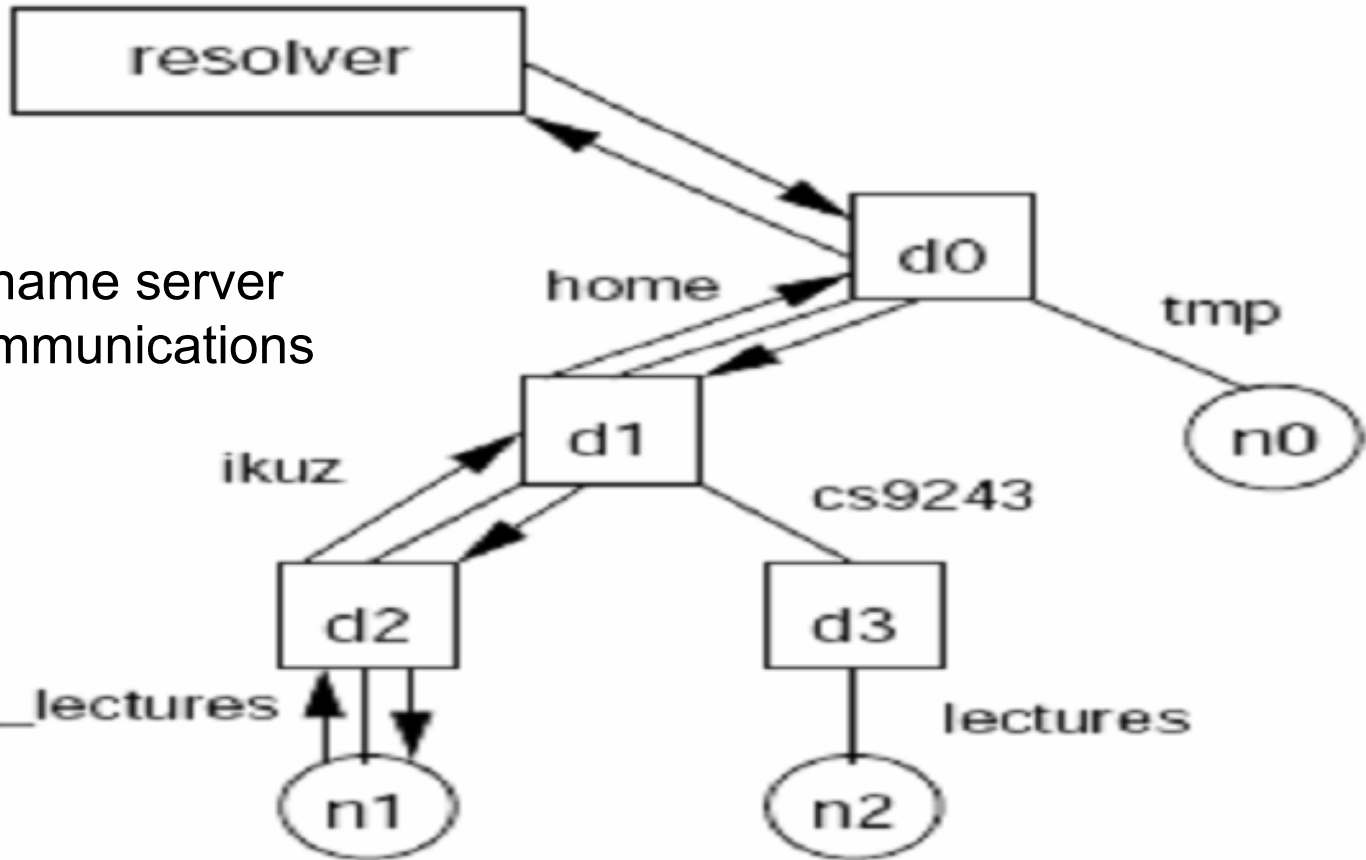 resolver
d0
name server
home
tmp
mmunications
d1
n0
ikuz
cs9243
d2
d3
_lectures
lectures
n1
n2